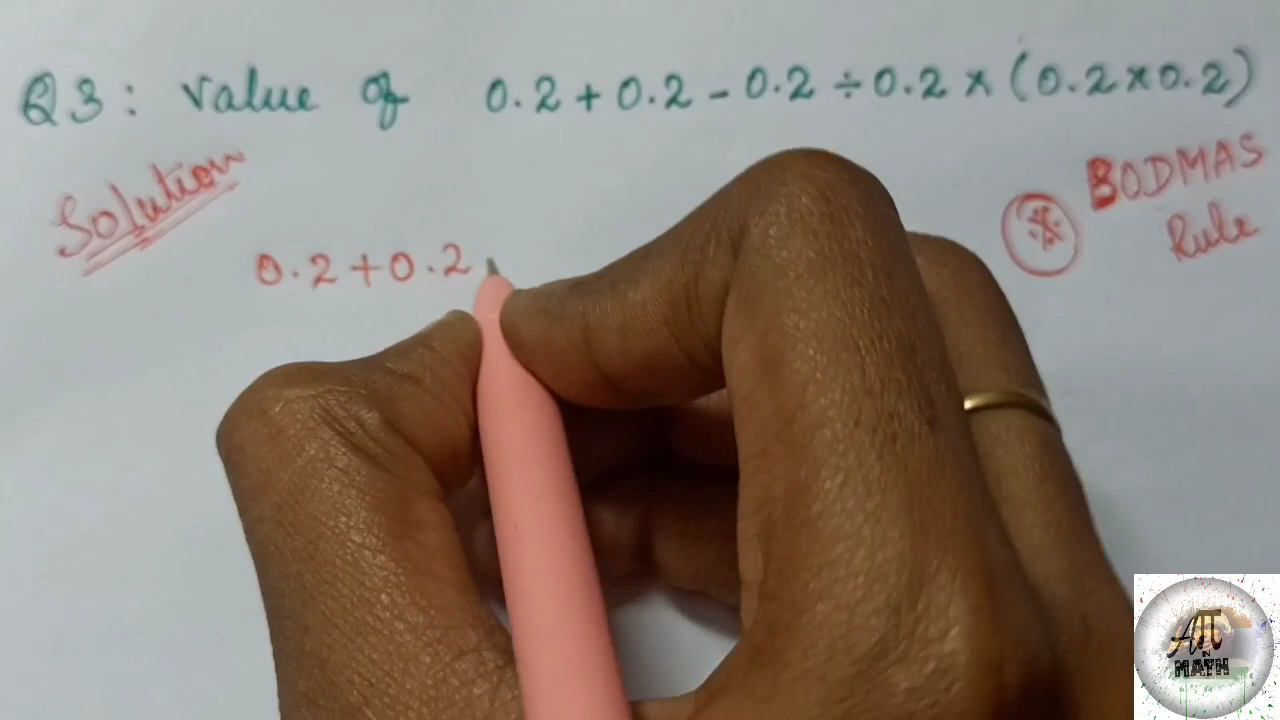 Q3: Value of 0.2 + 0.2 - 0.2 ÷ 0.2 × (0.2 × 0.2)
Solution
BODMAS
Rule
0.2 + 0.2
A π N
MATH